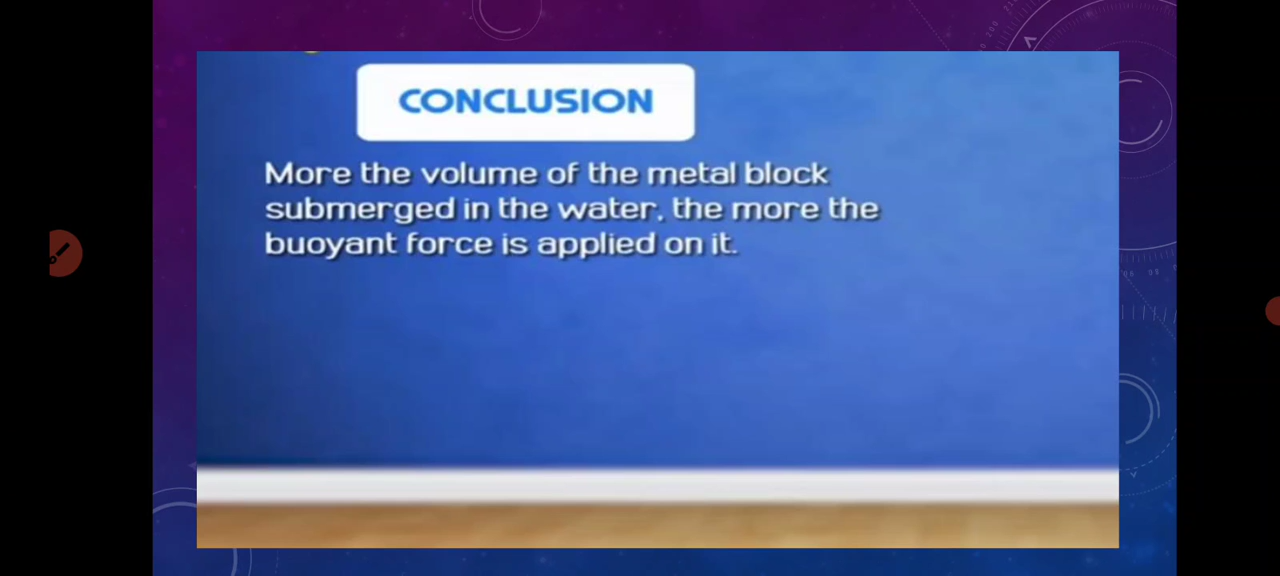 CONCLUSION
More the volume of the metal block
submerged in the water, the more the
buoyant force is applied on it.